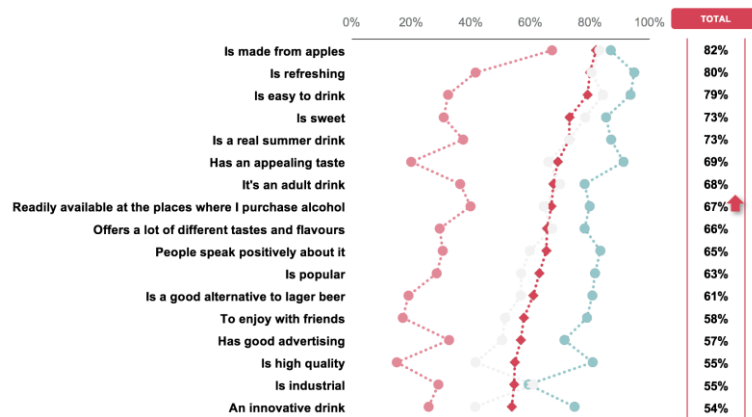 0% 20% 40% 60% 80% 100% TOTAL
Is made from apples 82%
Is refreshing 80%
Is easy to drink 79%
Is sweet 73%
Is a real summer drink 73%
Has an appealing taste 69%
It's an adult drink 68%
Readily available at the places where I purchase alcohol 67%
Offers a lot of different tastes and flavours 66%
People speak positively about it 65%
Is popular 63%
Is a good alternative to lager beer 61%
To enjoy with friends 58%
Has good advertising 57%
Is high quality 55%
Is industrial 55%
An innovative drink 54%